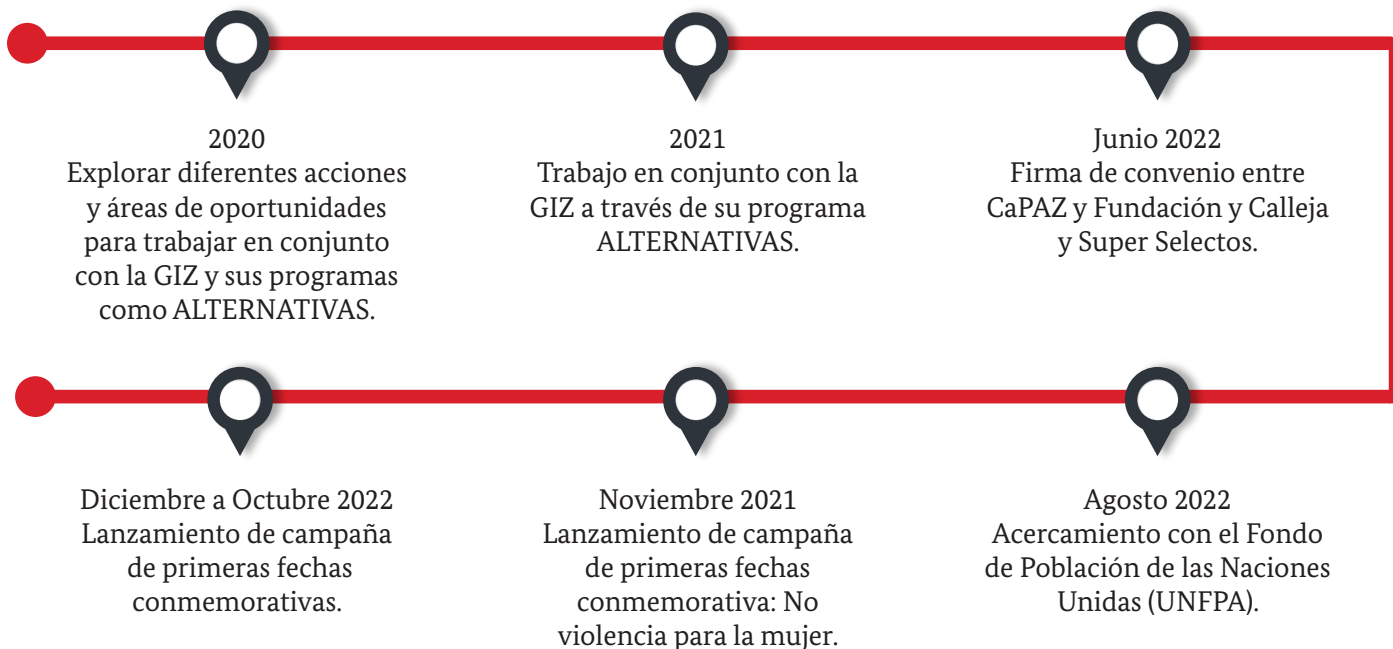 2020
Explorar diferentes acciones
y áreas de oportunidades
para trabajar en conjunto
con la GIZ y sus programas
como ALTERNATIVAS.
2021
Trabajo en conjunto con la
GIZ a través de su programa
ALTERNATIVAS.
Junio 2022
Firma de convenio entre
CaPAZ y Fundación y Calleja
y Super Selectos.
Diciembre a Octubre 2022
Lanzamiento de campaña
de primeras fechas
conmemorativas.
Noviembre 2021
Lanzamiento de campaña
de primeras fechas
conmemorativa: No
violencia para la mujer.
Agosto 2022
Acercamiento con el Fondo
de Población de las Naciones
Unidas (UNFPA).